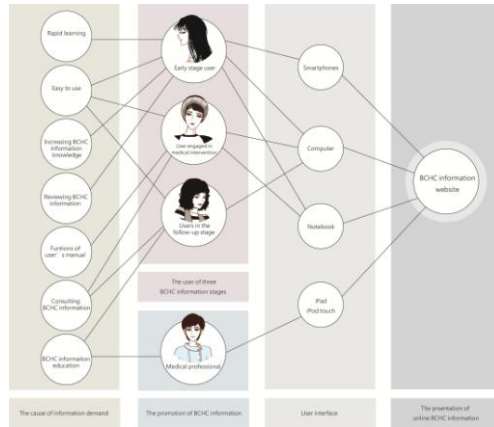 Rapid learning
Easy to use
Increasing BCHC
information
knowledge
Reviewing BCHC
information
Funtions of
user's manual
Consulting
BCHC information
BCHC information
education
Early stage user
User engaged in
medical intervention
Users in the
follow-up stage
The user of three
BCHC information stages
Medical professional
Smartphones
Computer
Notebook
iPad
iPod touch
BCHC information
website
The cause of information demand
The promotion of BCHC information
User interface
The prsentation of
online BCHC information